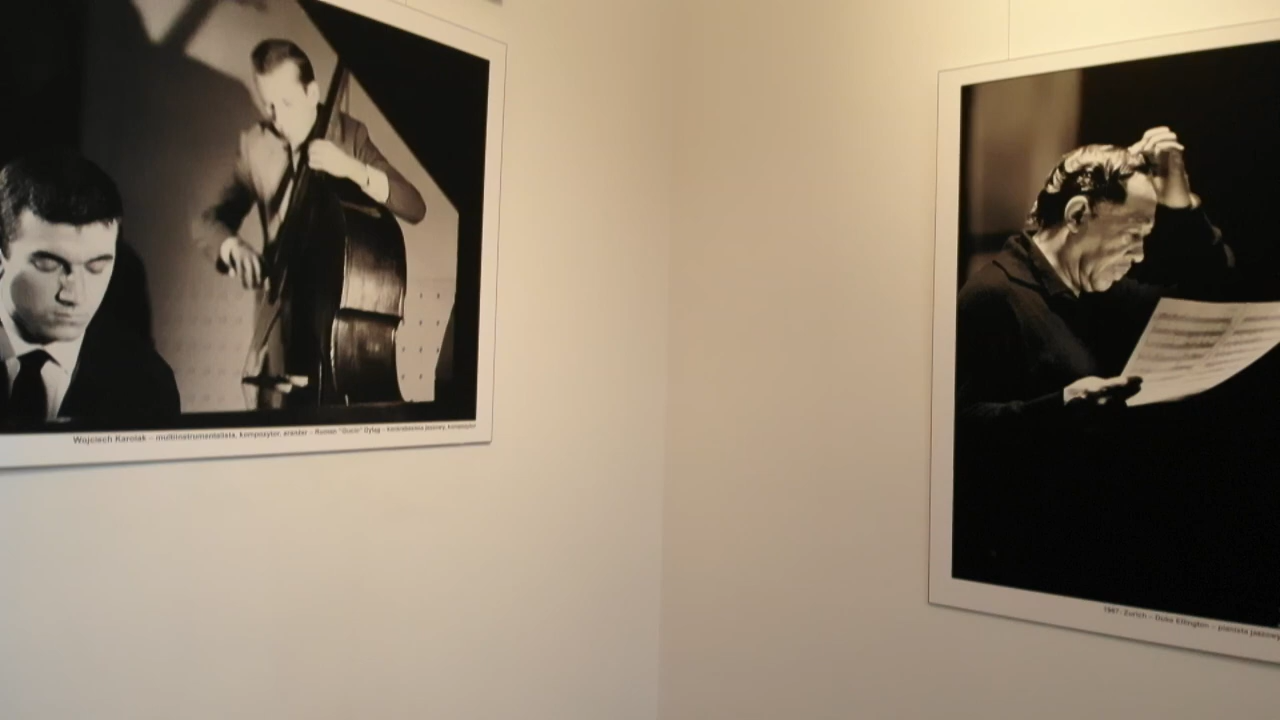 Wojciech Karolak – multiinstrumentalista, kompozytor, aranżer – Roman "Gucio" Dyląg – kontrabasista jazzowy, kompozytor
1967. Zurich – Duke Ellington – pianista jazzowy